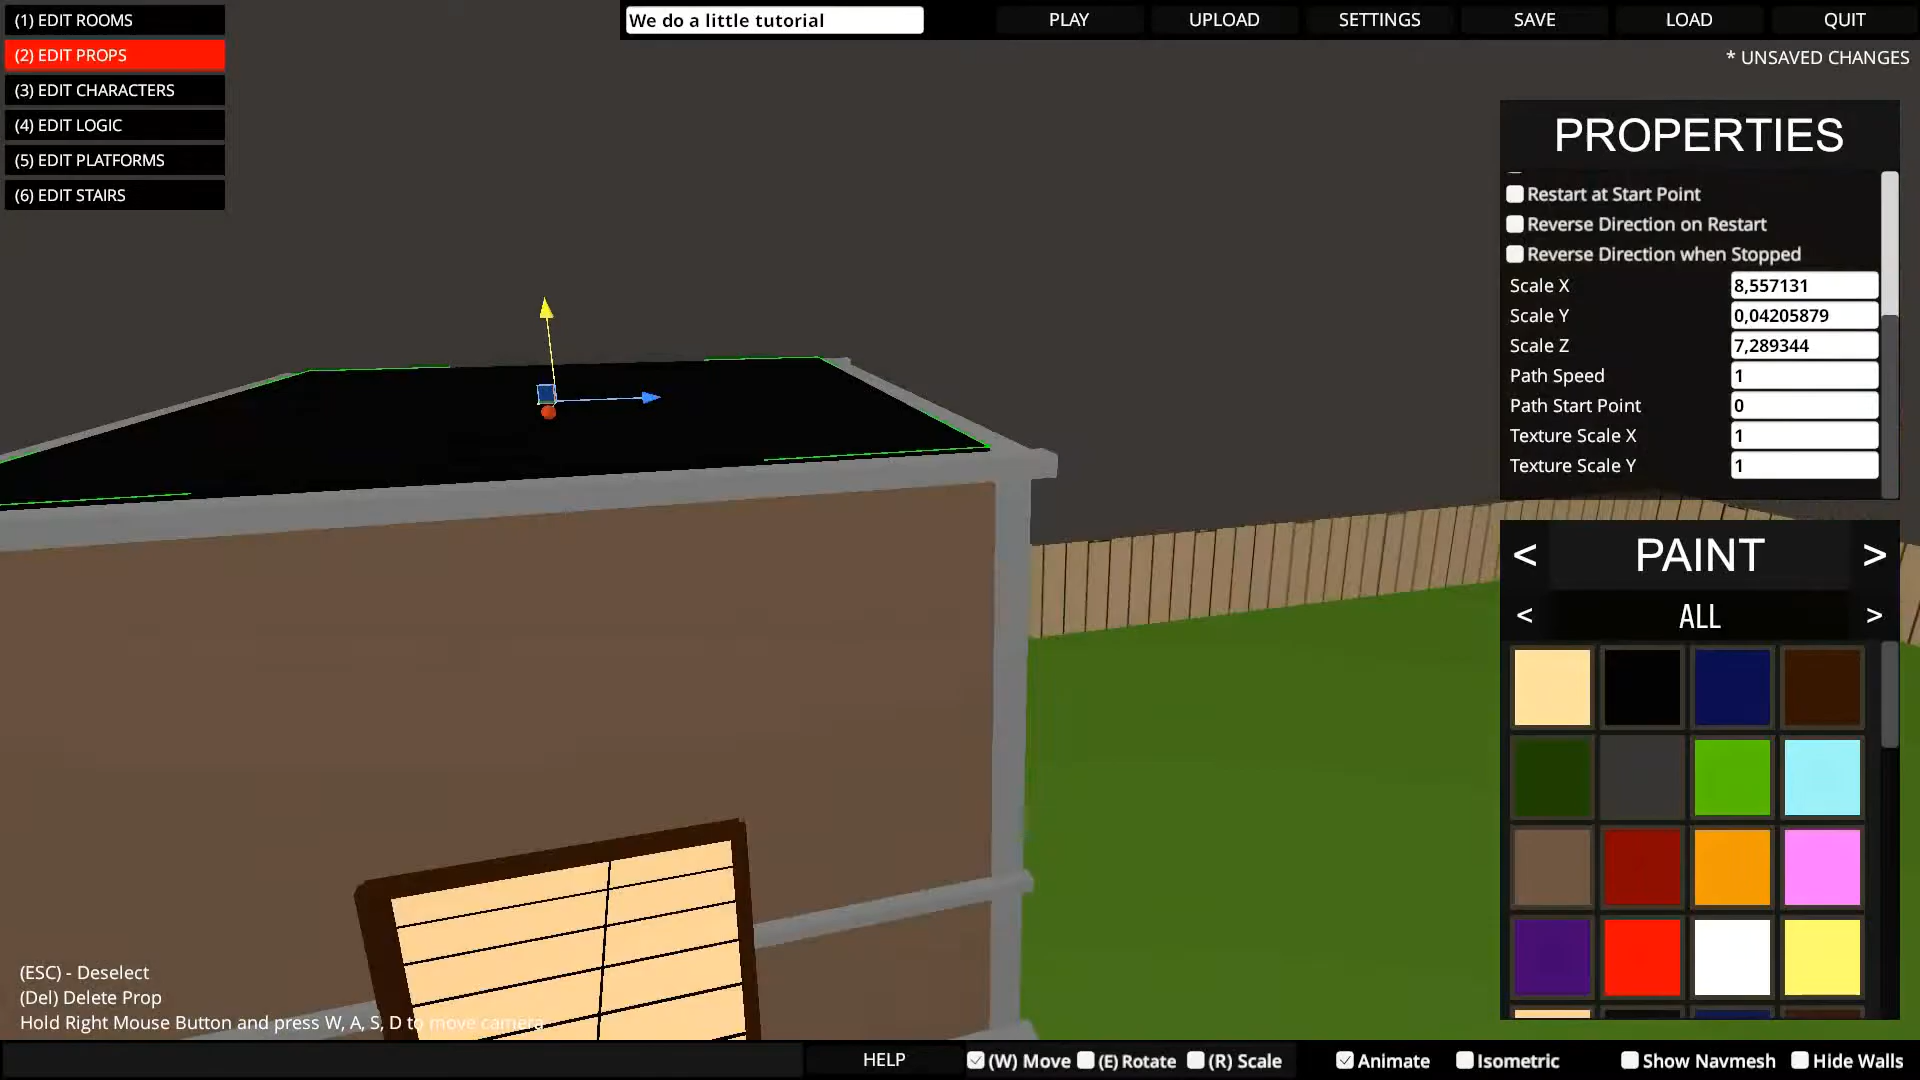 (1) EDIT ROOMS
We do a little tutorial
PLAY
UPLOAD
SETTINGS
SAVE
LOAD
QUIT
(2) EDIT PROPS
* UNSAVED CHANGES
(3) EDIT CHARACTERS
(4) EDIT LOGIC
(5) EDIT PLATFORMS
(6) EDIT STAIRS
PROPERTIES
Restart at Start Point
Reverse Direction on Restart
Reverse Direction when Stopped
Scale X 8,557131
Scale Y 0,04205879
Scale Z 7,289344
Path Speed 1
Path Start Point 0
Texture Scale X 1
Texture Scale Y 1
< PAINT >
< ALL >
(ESC) - Deselect
(Del) Delete Prop
Hold Right Mouse Button and press W, A, S, D to move camera
HELP
(W) Move
(E) Rotate
(R) Scale
Animate
Isometric
Show Navmesh
Hide Walls